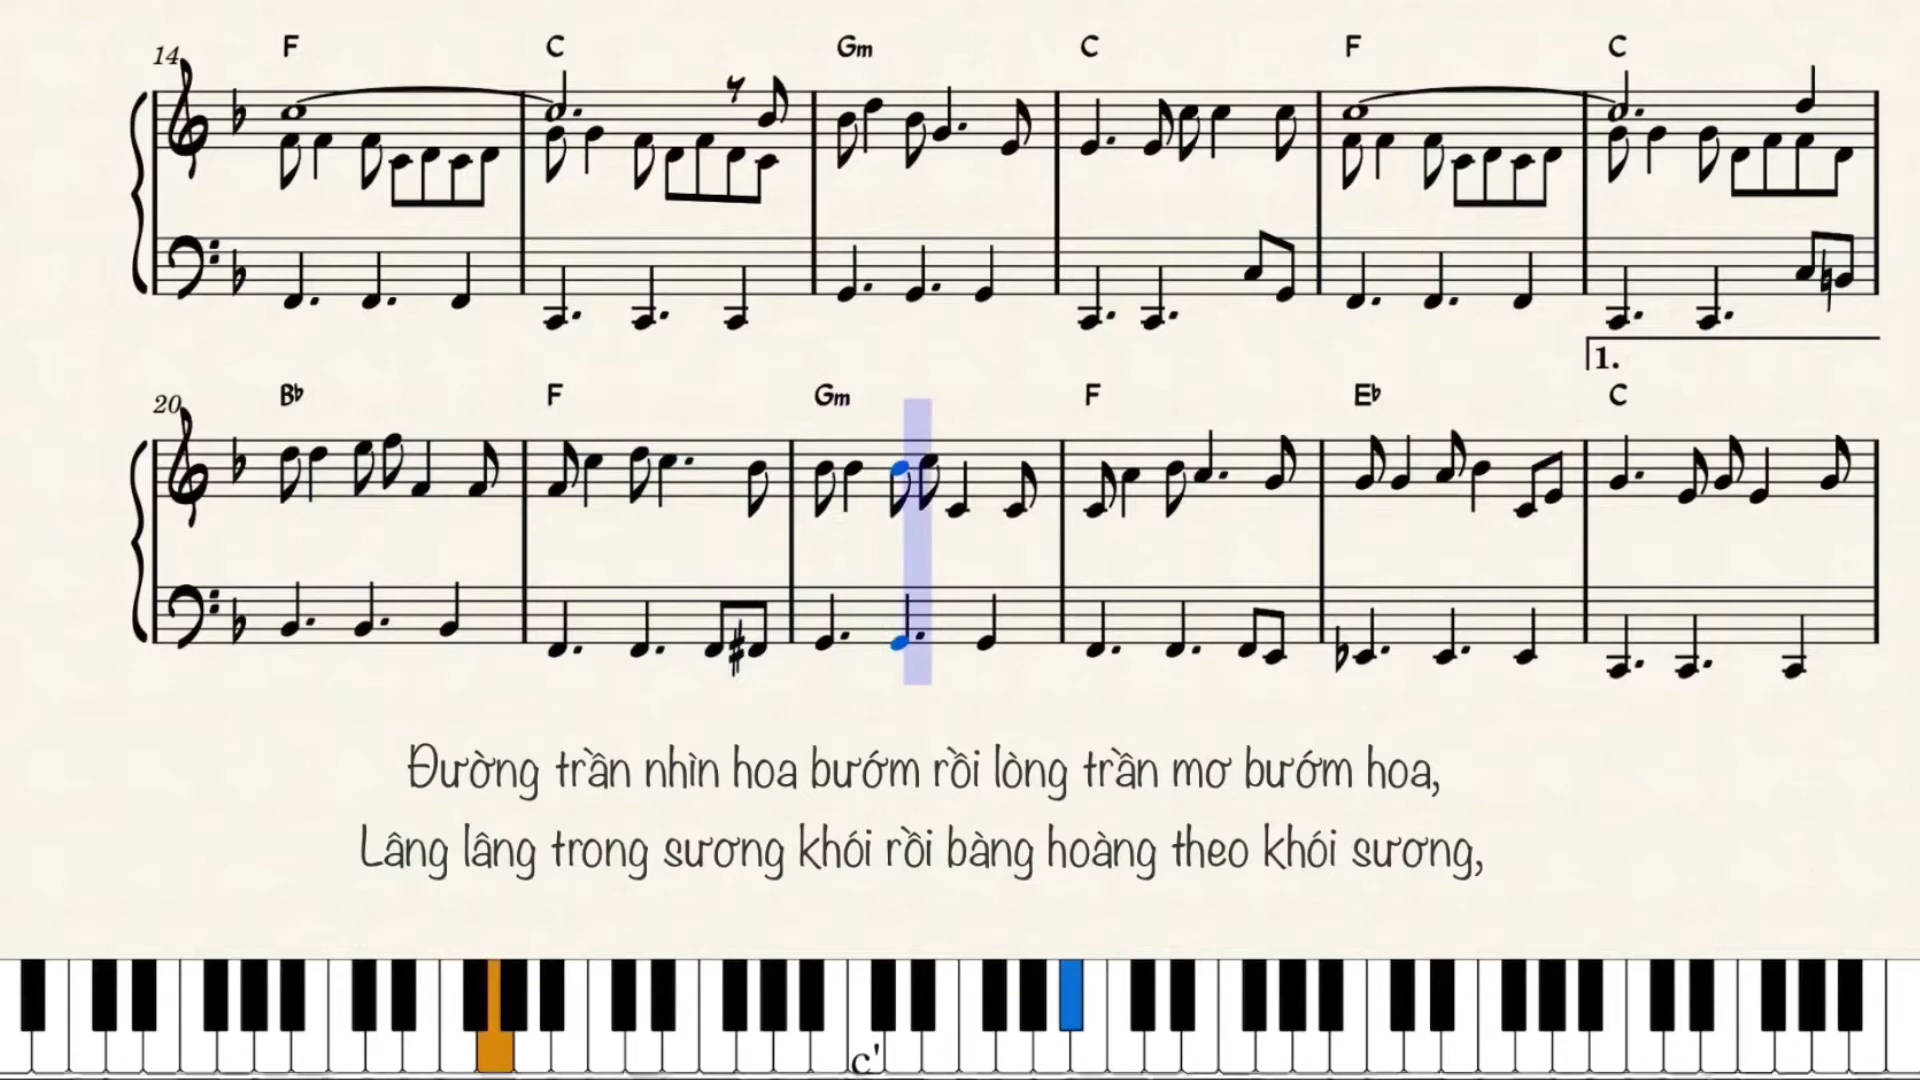 14 F C Gm C F C
1.
20 B♭ F Gm F E♭ C
Đường trần nhìn hoa bướm rồi lòng trần mơ bướm hoa,
Lâng lâng trong sương khói rồi bàng hoàng theo khói sương,
c'